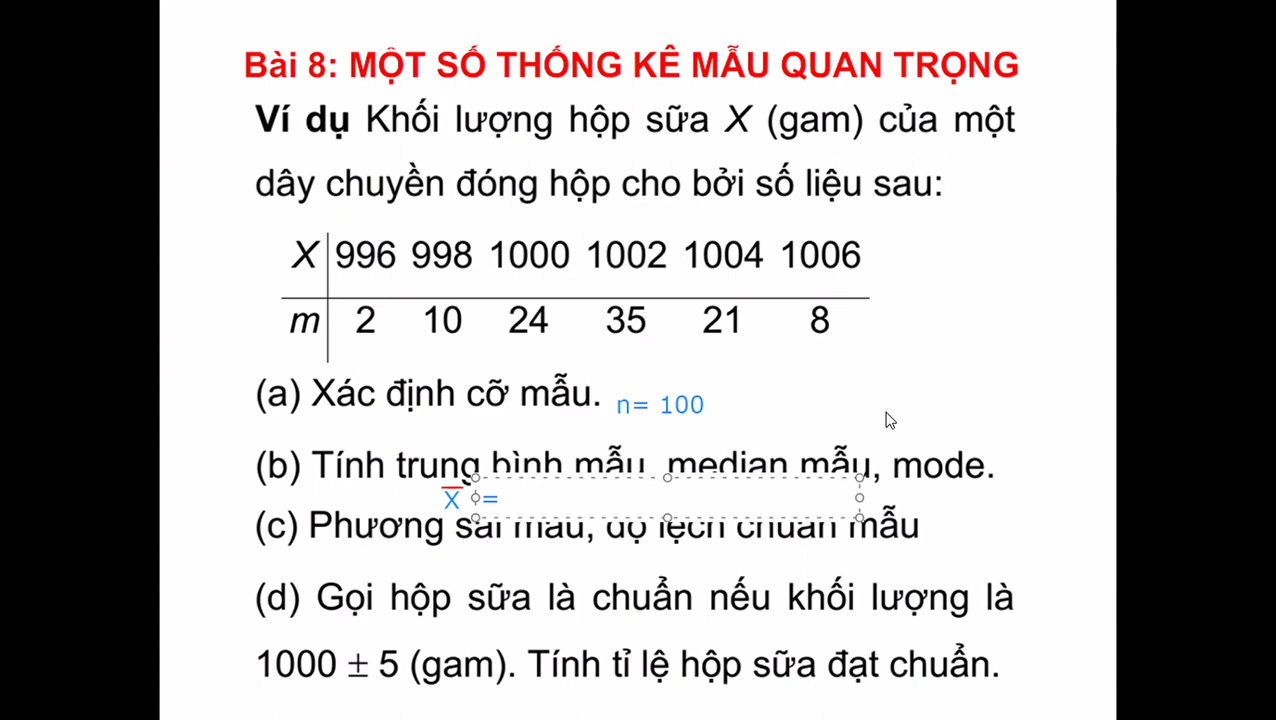 Bài 8: MỘT SỐ THỐNG KÊ MẪU QUAN TRỌNG
Ví dụ Khối lượng hộp sữa X (gam) của một
dây chuyền đóng hộp cho bởi số liệu sau:
X 996 998 1000 1002 1004 1006
m 2 10 24 35 21 8
(a) Xác định cỡ mẫu. n= 100
(b) Tính trung bình mẫu, median mẫu, mode.
X̅ =
(c) Phương sai mẫu, độ lệch chuẩn mẫu
(d) Gọi hộp sữa là chuẩn nếu khối lượng là
1000 ± 5 (gam). Tính tỉ lệ hộp sữa đạt chuẩn.